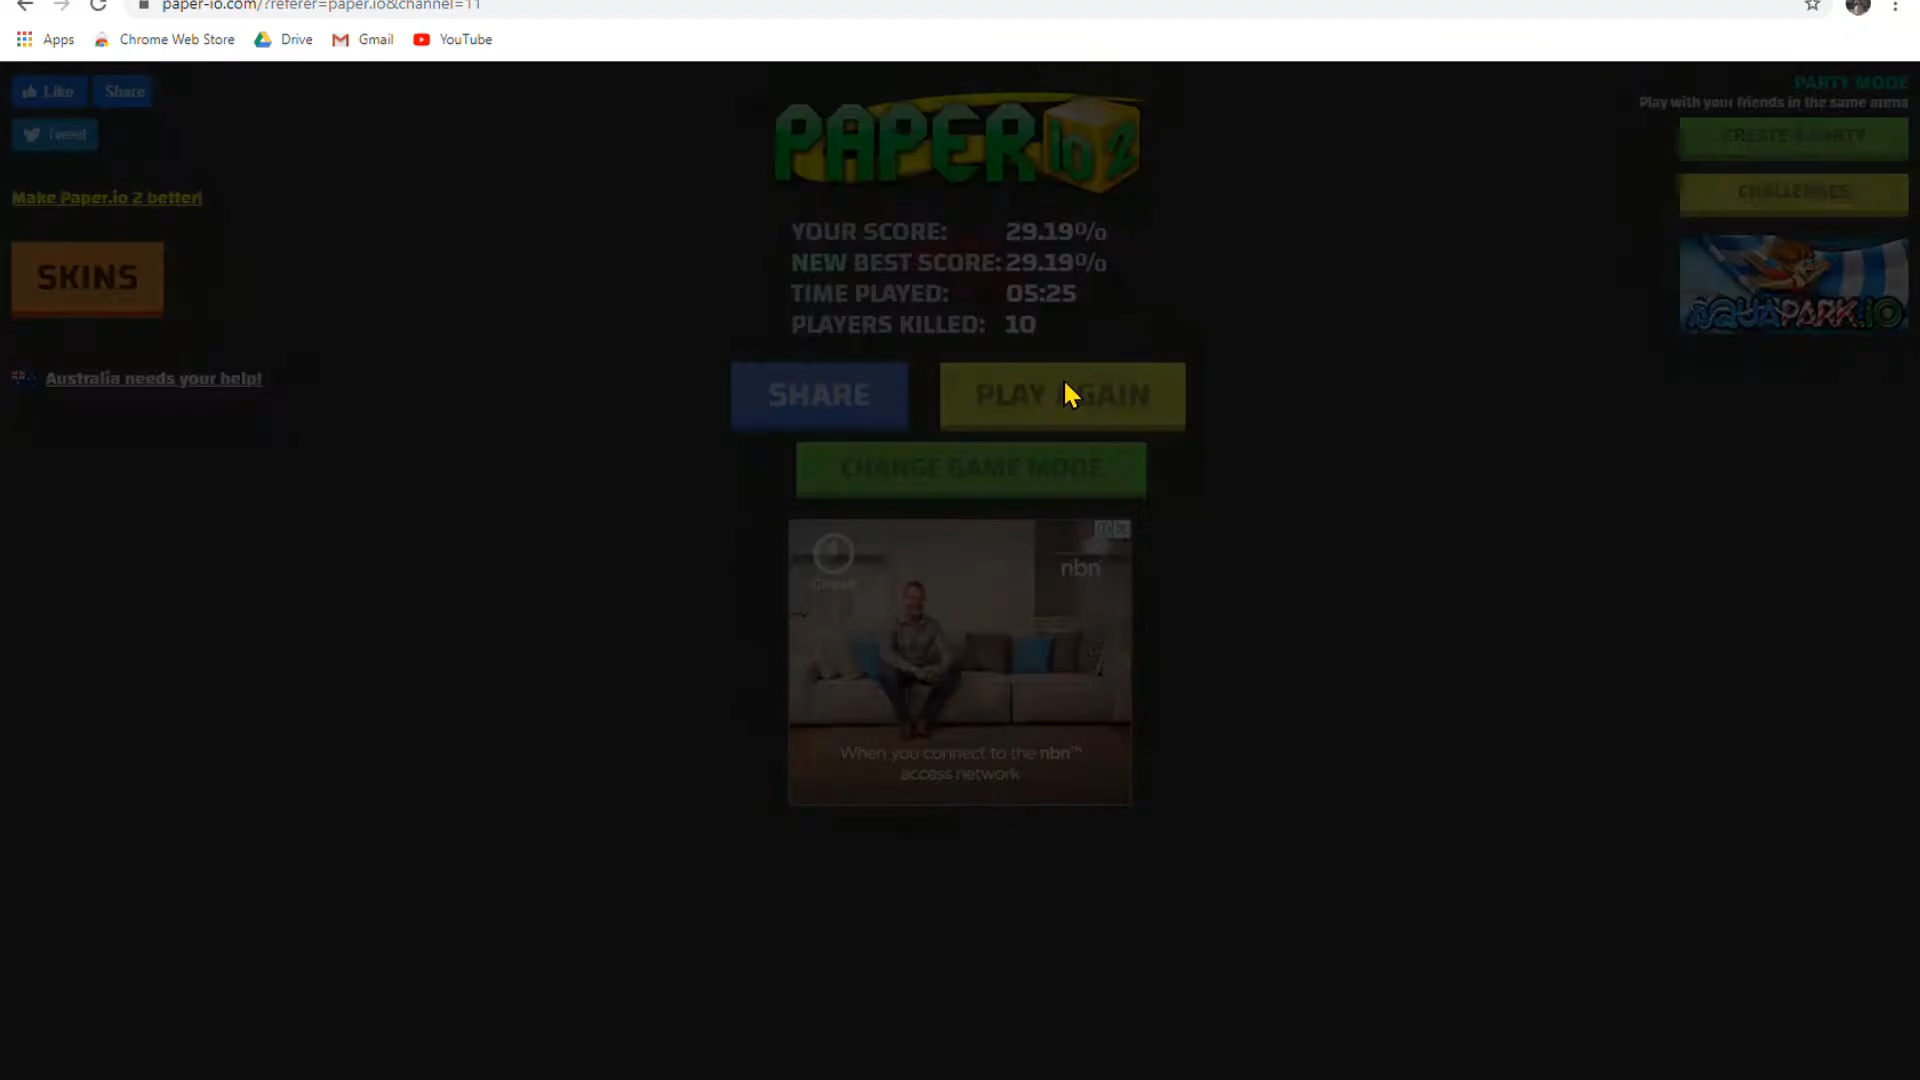 paper-io.com/?referer=paper.io&channel=11
Apps Chrome Web Store Drive Gmail YouTube
Like Share
Tweet
Make Paper.io 2 better!
SKINS
Australia needs your help!
PAPER io 2
YOUR SCORE: 29.19%
NEW BEST SCORE: 29.19%
TIME PLAYED: 05:25
PLAYERS KILLED: 10
SHARE
PLAY AGAIN
CHANGE GAME MODE
nbn
When you connect to the nbn™
access network
PARTY MODE
Play with your friends in the same arena
CREATE A PARTY
CHALLENGES
AQUAPARK.IO